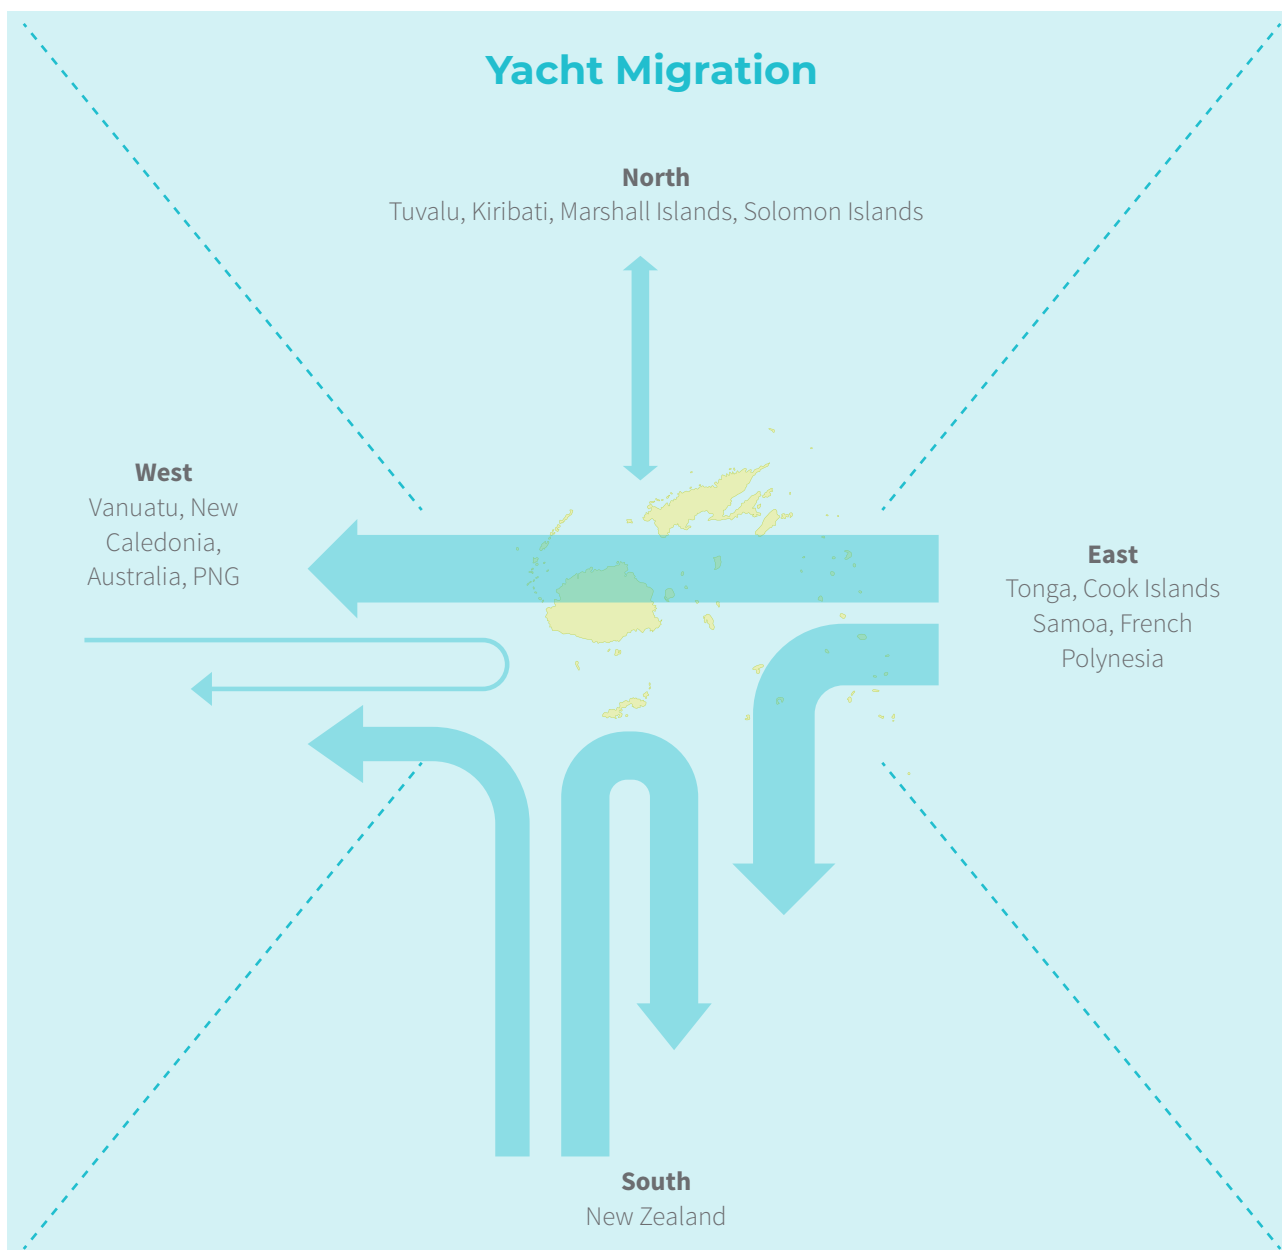 Yacht Migration
North
Tuvalu, Kiribati, Marshall Islands, Solomon Islands
West
Vanuatu, New
Caledonia,
Australia, PNG
East
Tonga, Cook Islands
Samoa, French
Polynesia
South
New Zealand